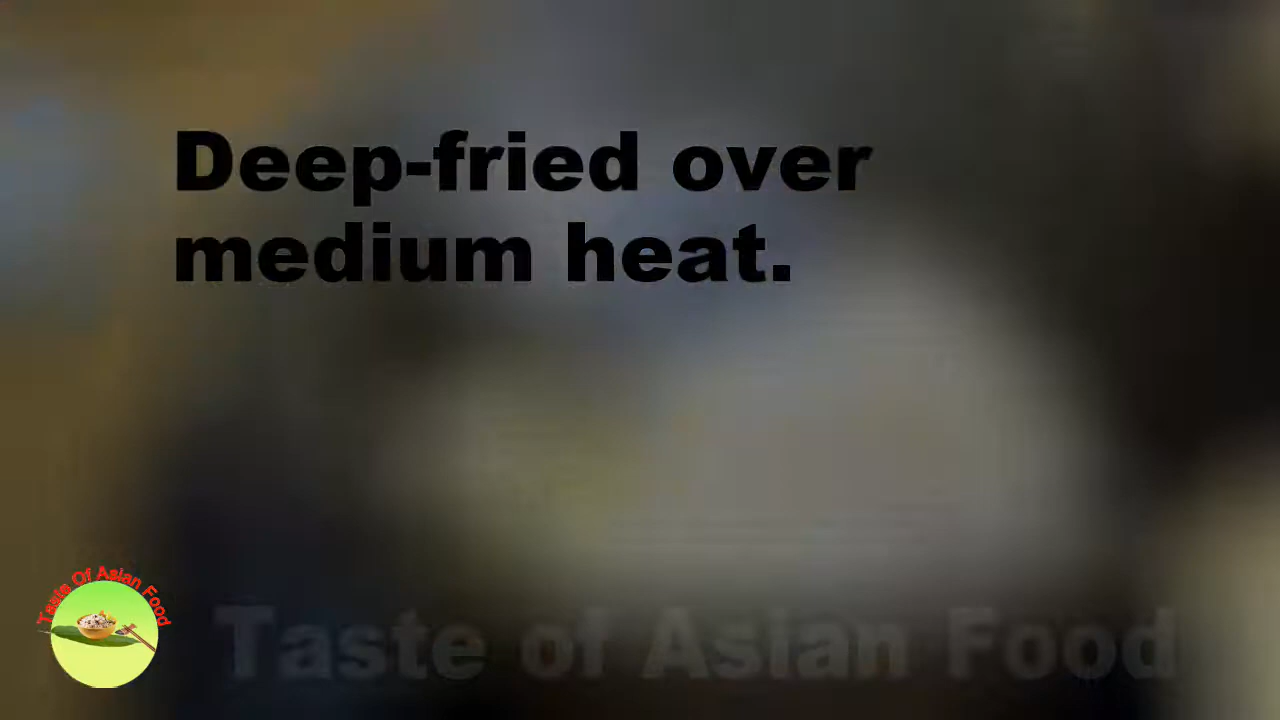 Deep-fried over
medium heat.
Taste Of Asian Food
Taste of Asian Food